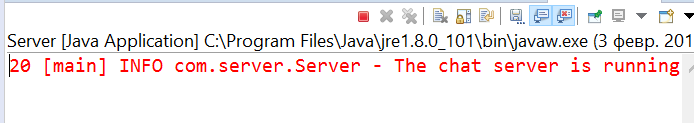 Server [Java Application] C:\Program Files\Java\jre1.8.0_101\bin\javaw.exe (3 февр. 201
20 [main] INFO com.server.Server - The chat server is running